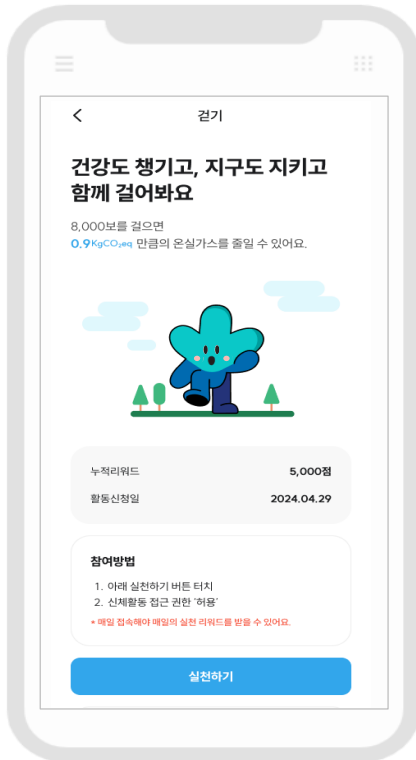 걷기
건강도 챙기고, 지구도 지키고
함께 걸어봐요
8,000보를 걸으면
0.9KgCO₂eq 만큼의 온실가스를 줄일 수 있어요.
누적리워드 5,000점
활동신청일 2024.04.29
참여방법
1. 아래 실천하기 버튼 터치
2. 신체활동 접근 권한 '허용'
* 매일 접속해야 매일의 실천 리워드를 받을 수 있어요.
실천하기